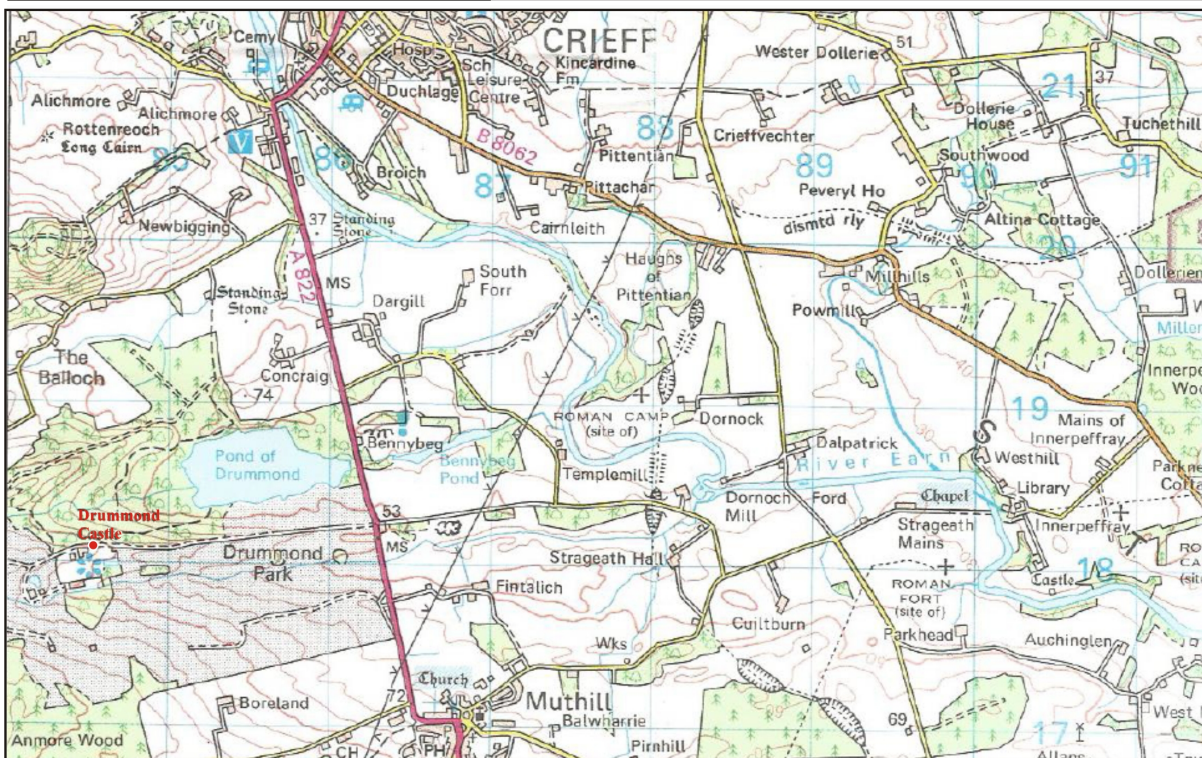 Cemy
CRIEFF
Hosp
Kincardine
Fm
Wester Dollerie
51
Sch
Leisure
Centre
Duchlage
21
37
Alichmore
Alichmore
Dollerie
House
Tuchethill
Rottenreoch
Long Cairn
V
86
B 8062
88
Crieffvechter
Pittentian
89
Southwood
90
91
Broich
87
Pittachar
Peveryl Ho
Newbigging
37
Standing
Stone
Cairnleith
dismtd rly
Altina Cottage
20
A 822
MS
South
Forr
Haughs
of
Pittentian
Millhills
Dollerie
Standing
Stone
Dargill
Powmill
The
Balloch
Concraig
74
40
ROMAN CAMP
(site of)
Dornock
19
Mains of
Innerpeffray
30
Bennybeg
Dalpatrick
Pond of
Drummond
Bennybeg
Pond
River Earn
Westhill
Templemill
Library
Drummond
Castle
53
Dornoch
Mill
Ford
Chapel
Strageath
Mains
Innerpeffray
Drummond
Park
MS
Strageath Hall
18
Fintalich
ROMAN
FORT
(site of)
Castle
Cuiltburn
Wks
Parkhead
Auchinglen
Church
72
Muthill
Boreland
Balwharrie
69
17
Anmore Wood
CH
PH
Pirnhill